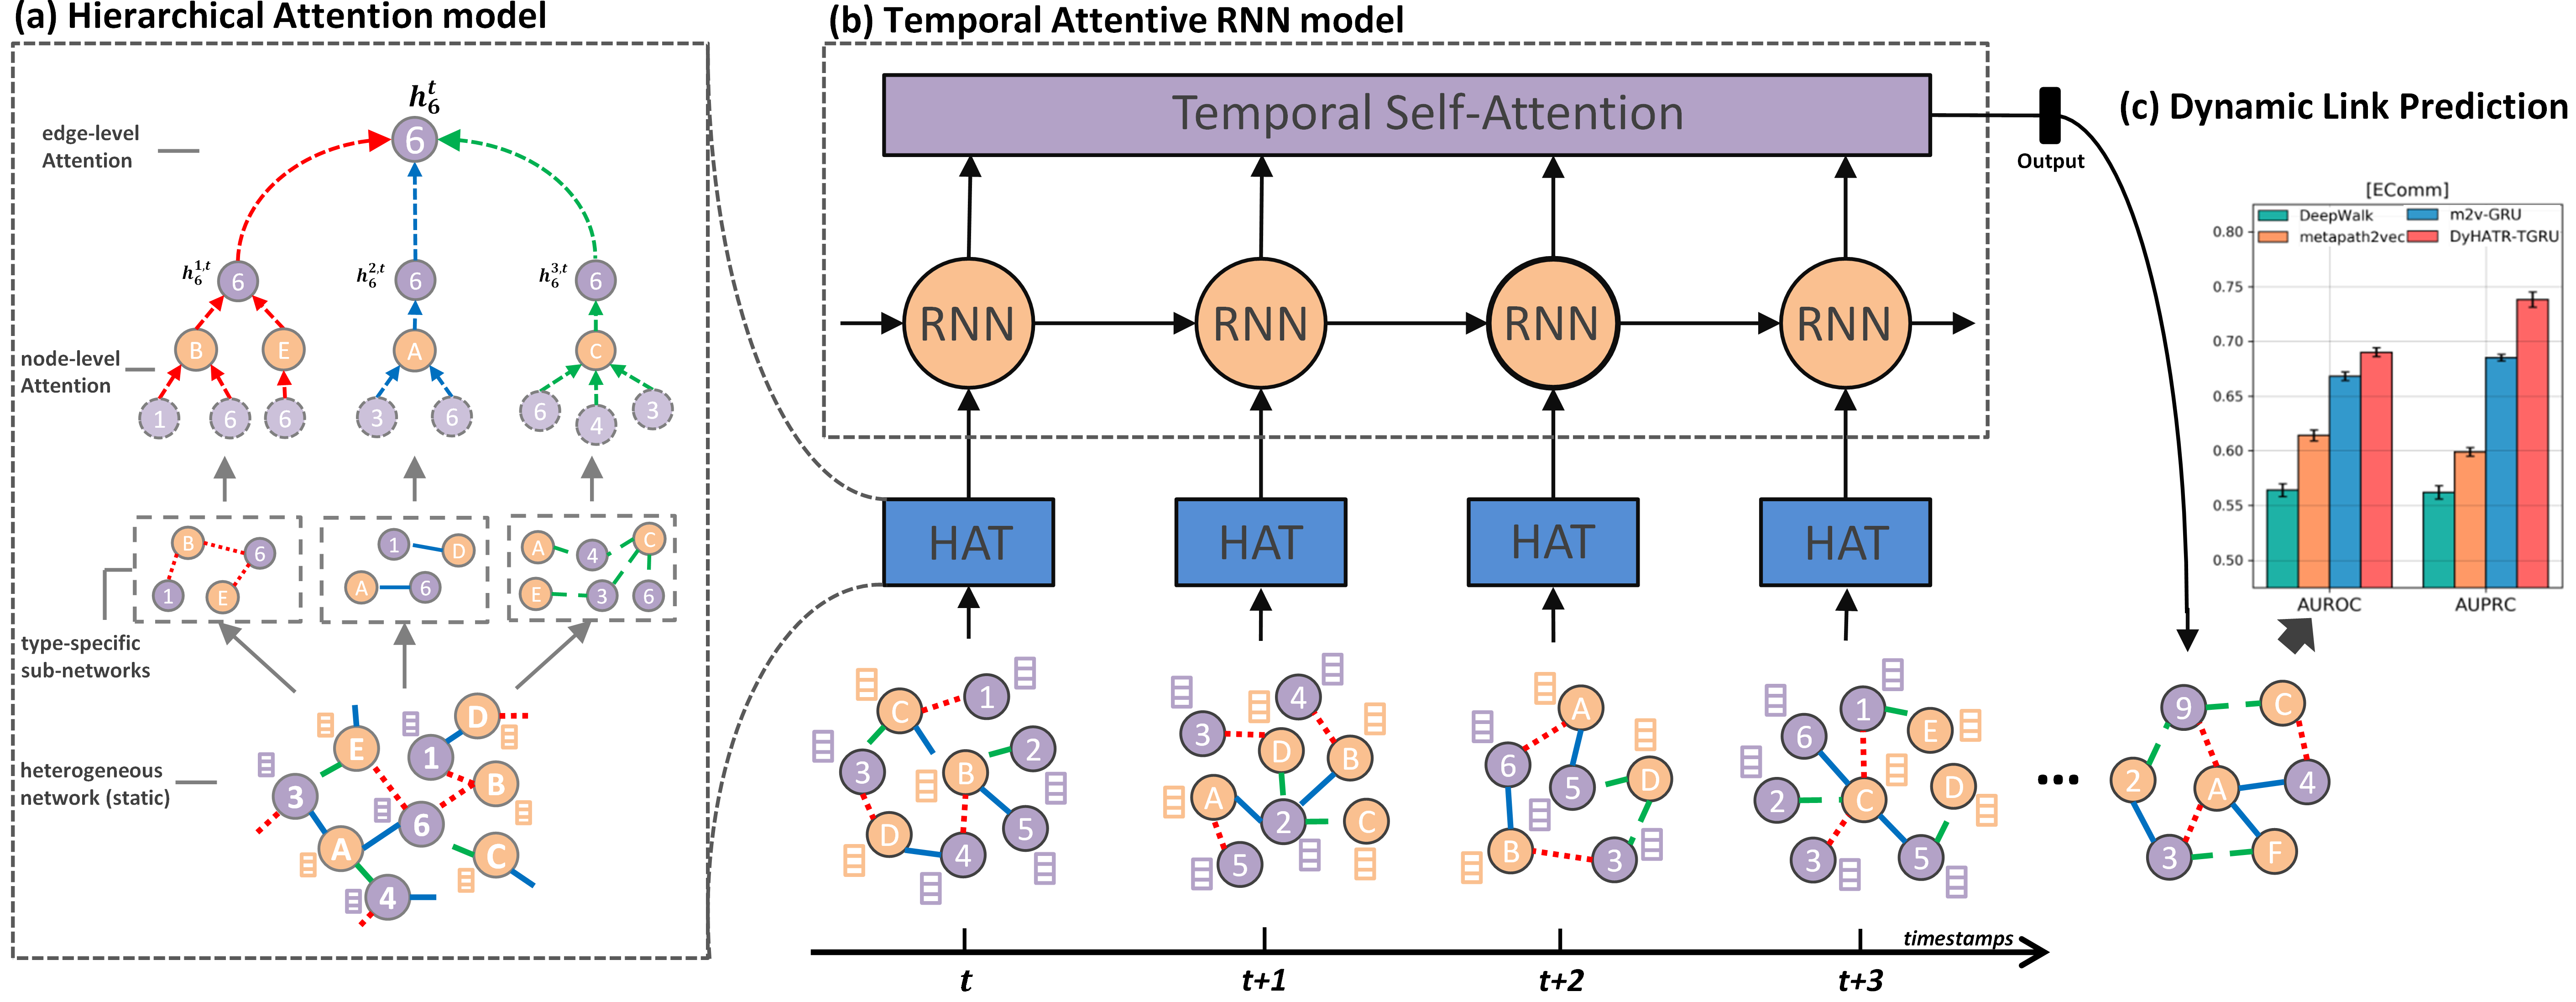 (a) Hierarchical Attention model
h_6^t
edge-level
Attention
6
h_6^{1,t}
6
h_6^{2,t}
6
h_6^{3,t}
6
node-level
Attention
B
E
A
C
1
6
6
3
6
6
4
3
B
6
1
E
1
D
A
6
A
4
C
E
3
6
type-specific
sub-networks
heterogeneous
network (static)
D
E
1
B
3
6
A
C
4
(b) Temporal Attentive RNN model
Temporal Self-Attention
RNN
RNN
RNN
RNN
HAT
HAT
HAT
HAT
C
1
2
3
B
5
D
4
4
3
D
B
A
2
C
5
A
6
5
D
B
3
1
E
6
2
C
D
3
5
...
timestamps
t
t+1
t+2
t+3
Output
(c) Dynamic Link Prediction
[EComm]
DeepWalk
m2v-GRU
metapath2vec
DyHATR-TGRU
0.80
0.75
0.70
0.65
0.60
0.55
0.50
AUROC
AUPRC
9
C
2
A
4
3
F